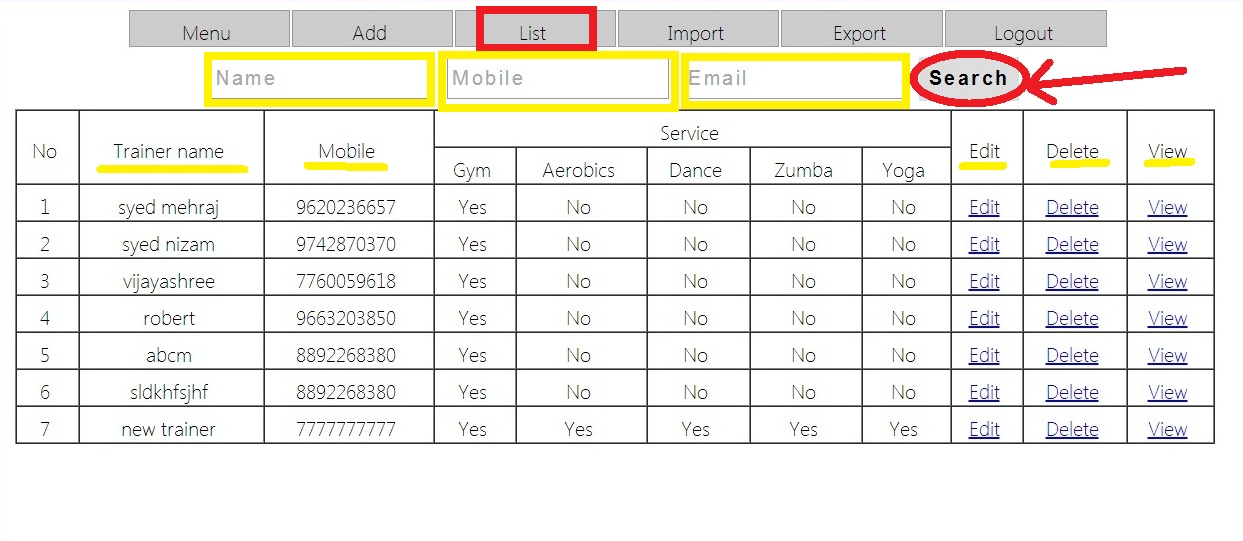 Menu Add List Import Export Logout
Name Mobile Email Search
No Trainer name Mobile Service Edit Delete View
Gym Aerobics Dance Zumba Yoga
1 syed mehraj 9620236657 Yes No No No No Edit Delete View
2 syed nizam 9742870370 Yes No No No No Edit Delete View
3 vijayashree 7760059618 Yes No No No No Edit Delete View
4 robert 9663203850 Yes No No No No Edit Delete View
5 abcm 8892268380 Yes No No No No Edit Delete View
6 sldkhfsjhf 8892268380 Yes No No No No Edit Delete View
7 new trainer 7777777777 Yes Yes Yes Yes Yes Edit Delete View